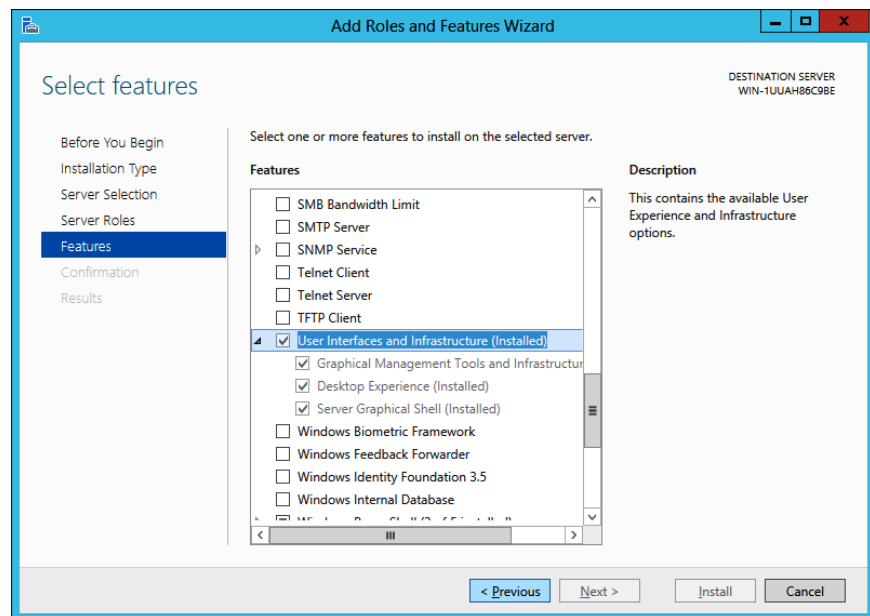 Add Roles and Features Wizard
Select features
DESTINATION SERVER
WIN-1UUAH86C9BE
Before You Begin
Installation Type
Server Selection
Server Roles
Features
Confirmation
Results
Select one or more features to install on the selected server.
Features
SMB Bandwidth Limit
SMTP Server
SNMP Service
Telnet Client
Telnet Server
TFTP Client
User Interfaces and Infrastructure (Installed)
Graphical Management Tools and Infrastructur
Desktop Experience (Installed)
Server Graphical Shell (Installed)
Windows Biometric Framework
Windows Feedback Forwarder
Windows Identity Foundation 3.5
Windows Internal Database
Description
This contains the available User
Experience and Infrastructure
options.
< Previous
Next >
Install
Cancel